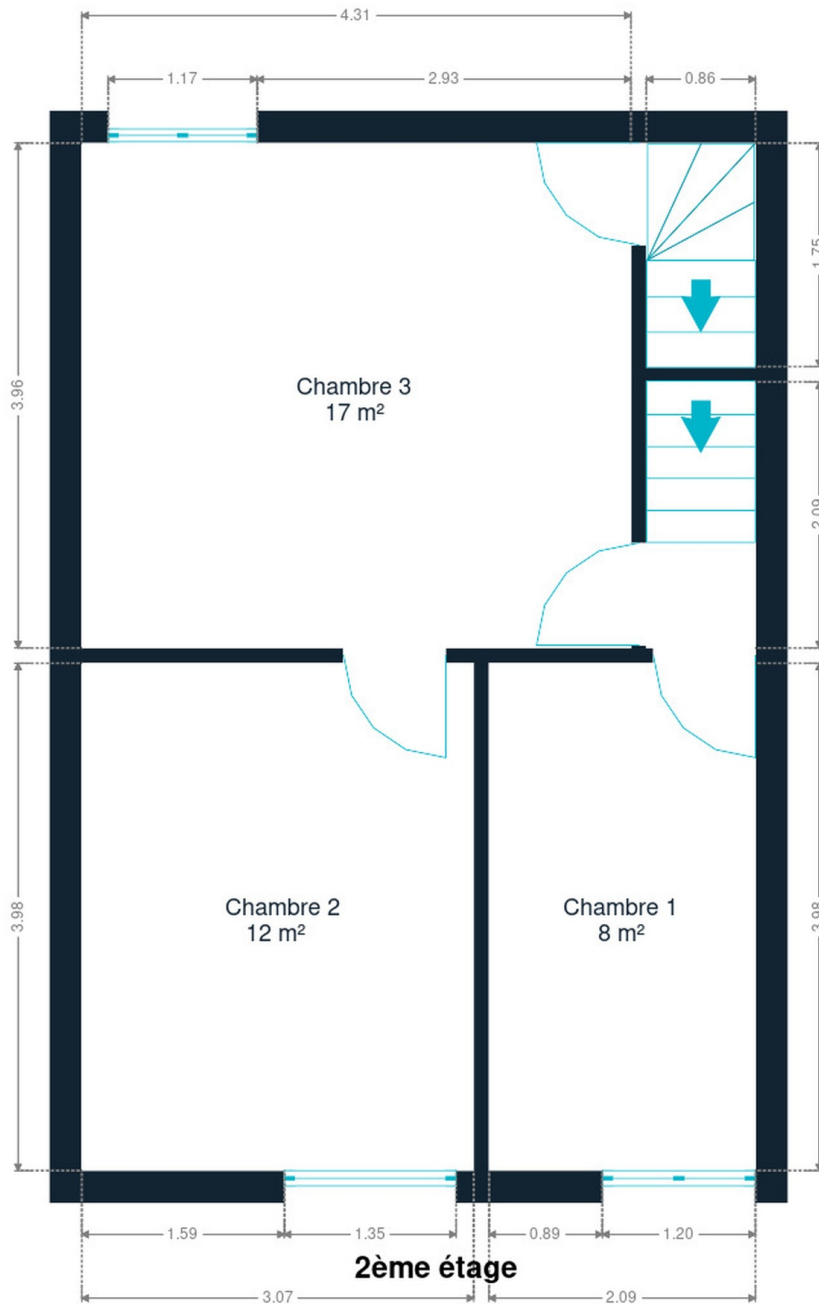 4.31
1.17
2.93
0.86
1.75
3.96
Chambre 3
17 m²
2.09
3.98
Chambre 2
12 m²
Chambre 1
8 m²
3.98
1.59
1.35
0.89
1.20
2ème étage
3.07
2.09